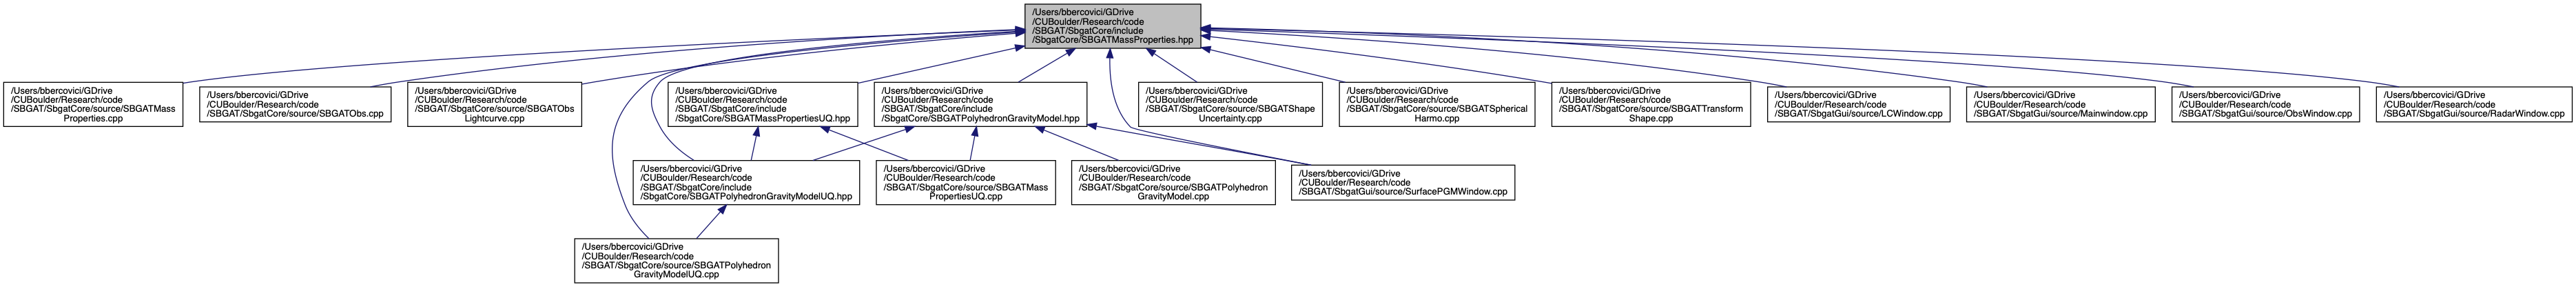 /Users/bbercovici/GDrive
/CUBoulder/Research/code
/SBGAT/SbgatCore/include
/SbgatCore/SBGATMassProperties.hpp
/Users/bbercovici/GDrive
/CUBoulder/Research/code
/SBGAT/SbgatCore/source/SBGATMass
Properties.cpp
/Users/bbercovici/GDrive
/CUBoulder/Research/code
/SBGAT/SbgatCore/source/SBGATObs.cpp
/Users/bbercovici/GDrive
/CUBoulder/Research/code
/SBGAT/SbgatCore/source/SBGATObs
Lightcurve.cpp
/Users/bbercovici/GDrive
/CUBoulder/Research/code
/SBGAT/SbgatCore/include
/SbgatCore/SBGATMassPropertiesUQ.hpp
/Users/bbercovici/GDrive
/CUBoulder/Research/code
/SBGAT/SbgatCore/include
/SbgatCore/SBGATPolyhedronGravityModel.hpp
/Users/bbercovici/GDrive
/CUBoulder/Research/code
/SBGAT/SbgatCore/source/SBGATShape
Uncertainty.cpp
/Users/bbercovici/GDrive
/CUBoulder/Research/code
/SBGAT/SbgatCore/source/SBGATSpherical
Harmo.cpp
/Users/bbercovici/GDrive
/CUBoulder/Research/code
/SBGAT/SbgatCore/source/SBGATTransform
Shape.cpp
/Users/bbercovici/GDrive
/CUBoulder/Research/code
/SBGAT/SbgatGui/source/LCWindow.cpp
/Users/bbercovici/GDrive
/CUBoulder/Research/code
/SBGAT/SbgatGui/source/Mainwindow.cpp
/Users/bbercovici/GDrive
/CUBoulder/Research/code
/SBGAT/SbgatGui/source/ObsWindow.cpp
/Users/bbercovici/GDrive
/CUBoulder/Research/code
/SBGAT/SbgatGui/source/RadarWindow.cpp
/Users/bbercovici/GDrive
/CUBoulder/Research/code
/SBGAT/SbgatCore/include
/SbgatCore/SBGATPolyhedronGravityModelUQ.hpp
/Users/bbercovici/GDrive
/CUBoulder/Research/code
/SBGAT/SbgatCore/source/SBGATMass
PropertiesUQ.cpp
/Users/bbercovici/GDrive
/CUBoulder/Research/code
/SBGAT/SbgatCore/source/SBGATPolyhedron
GravityModel.cpp
/Users/bbercovici/GDrive
/CUBoulder/Research/code
/SBGAT/SbgatGui/source/SurfacePGMWindow.cpp
/Users/bbercovici/GDrive
/CUBoulder/Research/code
/SBGAT/SbgatCore/source/SBGATPolyhedron
GravityModelUQ.cpp